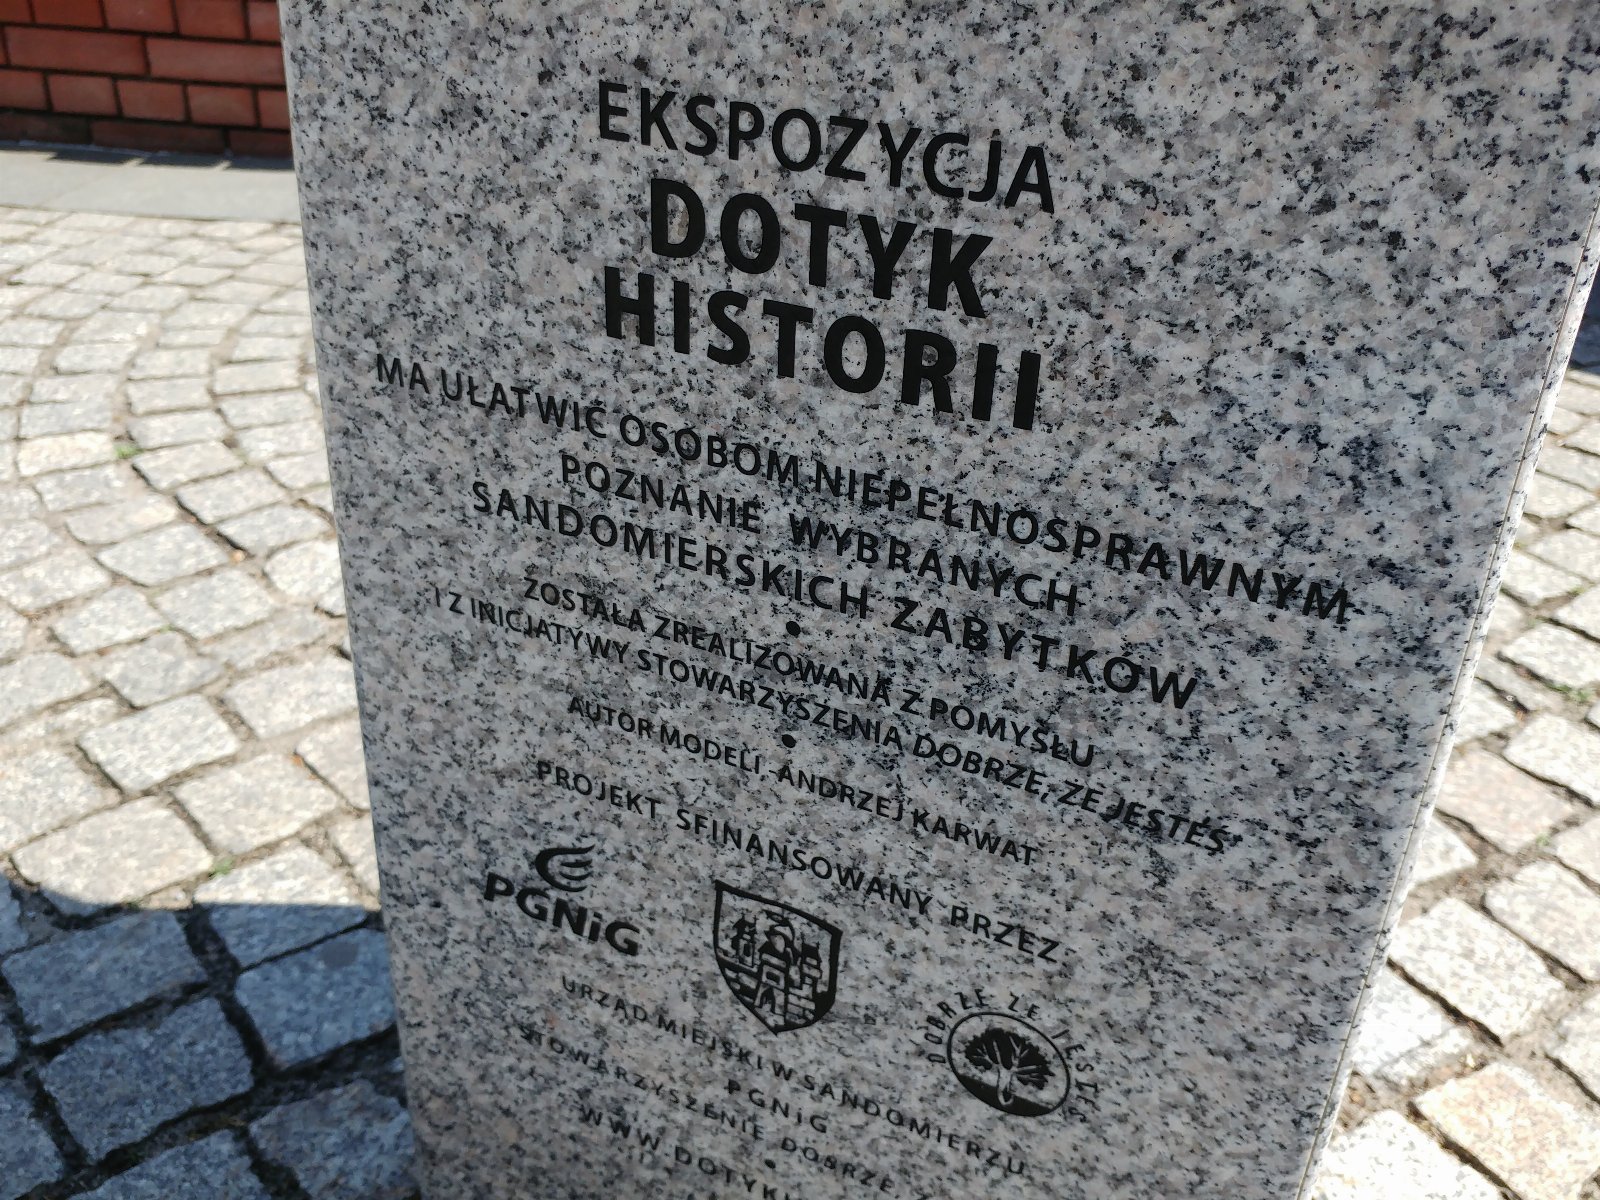 EKSPOZYCJA
DOTYK
HISTORII
MA UŁATWIĆ OSOBOM NIEPEŁNOSPRAWNYM
POZNANIE WYBRANYCH
SANDOMIERSKICH ZABYTKÓW
•
ZOSTAŁA ZREALIZOWANA Z POMYSŁU
I Z INICJATYWY STOWARZYSZENIA DOBRZE, ŻE JESTEŚ
•
AUTOR MODELI - ANDRZEJ KARWAT
PROJEKT SFINANSOWANY PRZEZ
PGNiG
DOBRZE ŻE JESTEŚ
URZĄD MIEJSKI W SANDOMIERZU
PGNiG
STOWARZYSZENIE DOBRZE,
•
WWW DOTYK